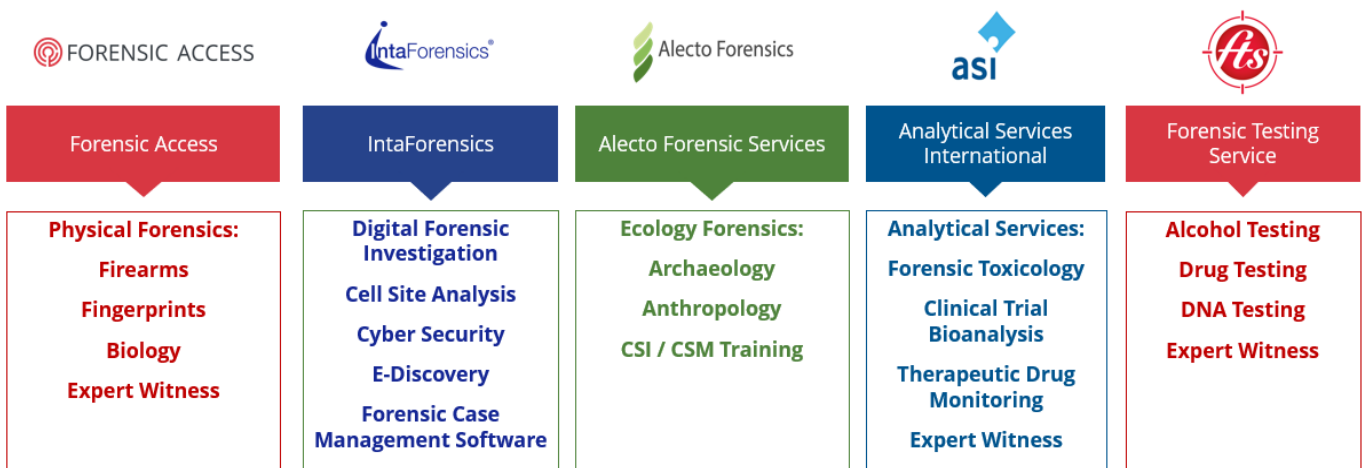 FORENSIC ACCESS
IntaForensics®
Alecto Forensics
asi
fts
Forensic Access
IntaForensics
Alecto Forensic Services
Analytical Services
International
Forensic Testing
Service
Physical Forensics:
Firearms
Fingerprints
Biology
Expert Witness
Digital Forensic
Investigation
Cell Site Analysis
Cyber Security
E-Discovery
Forensic Case
Management Software
Ecology Forensics:
Archaeology
Anthropology
CSI / CSM Training
Analytical Services:
Forensic Toxicology
Clinical Trial
Bioanalysis
Therapeutic Drug
Monitoring
Expert Witness
Alcohol Testing
Drug Testing
DNA Testing
Expert Witness